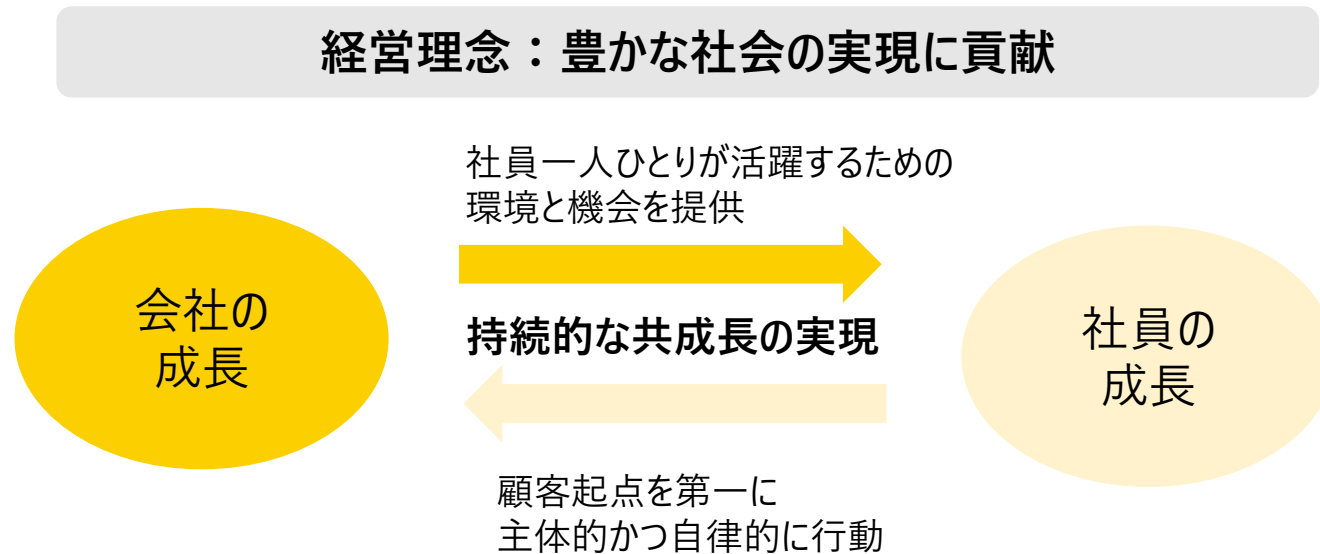 経営理念：豊かな社会の実現に貢献
社員一人ひとりが活躍するための
環境と機会を提供
会社の
成長
持続的な共成長の実現
社員の
成長
顧客起点を第一に
主体的かつ自律的に行動